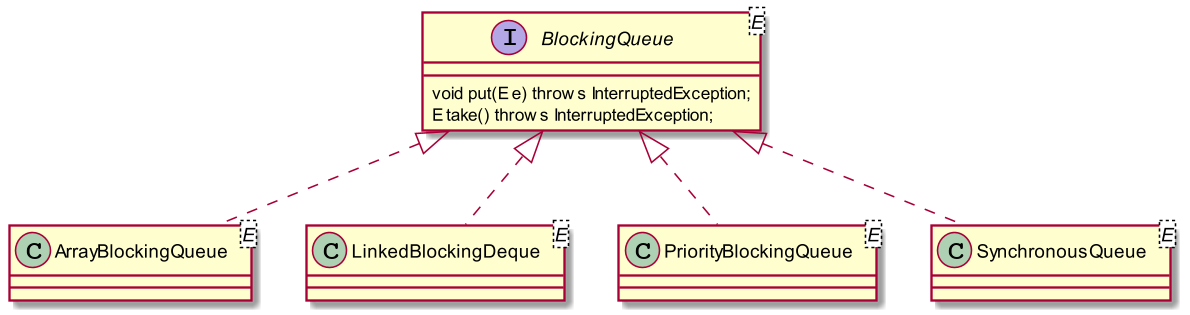 I BlockingQueue E
void put(E e) throws InterruptedException;
E take() throws InterruptedException;
C ArrayBlockingQueue E
C LinkedBlockingDeque E
C PriorityBlockingQueue E
C SynchronousQueue E